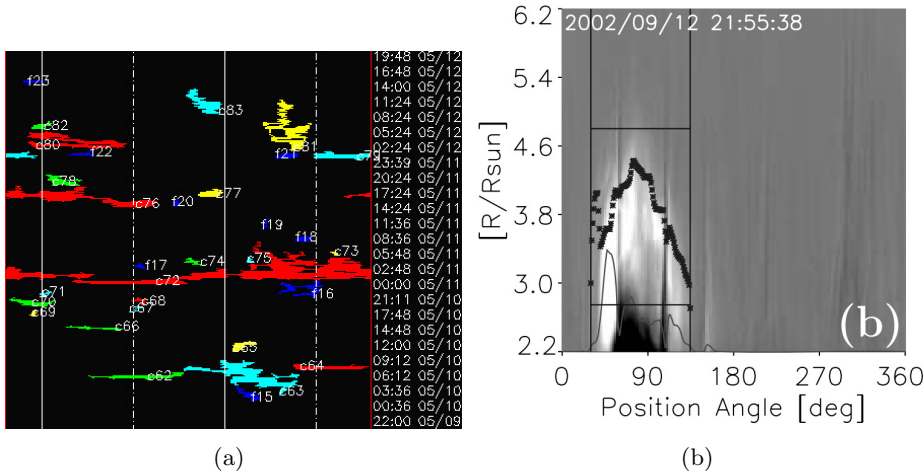 f23
c82
c80
f22
c83
c81
f21
c79
c78
c76
f20
c77
f19
f18
f17
c72
c74
c75
c73
f16
c71
c70
c69
c68
c67
c66
c65
c64
c62
c63
f15
19:48 05/12
16:48 05/12
14:00 05/12
11:24 05/12
08:24 05/12
05:24 05/12
02:24 05/12
23:39 05/11
20:24 05/11
17:24 05/11
14:24 05/11
11:36 05/11
08:36 05/11
05:48 05/11
02:48 05/11
00:00 05/11
21:11 05/10
17:48 05/10
14:48 05/10
12:00 05/10
09:12 05/10
06:12 05/10
03:36 05/10
00:36 05/10
22:00 05/09
(a)
2002/09/12 21:55:38
[R/Rsun]
6.2
5.4
4.6
3.8
3.0
2.2
(b)
0 90 180 270 360
Position Angle [deg]
(b)